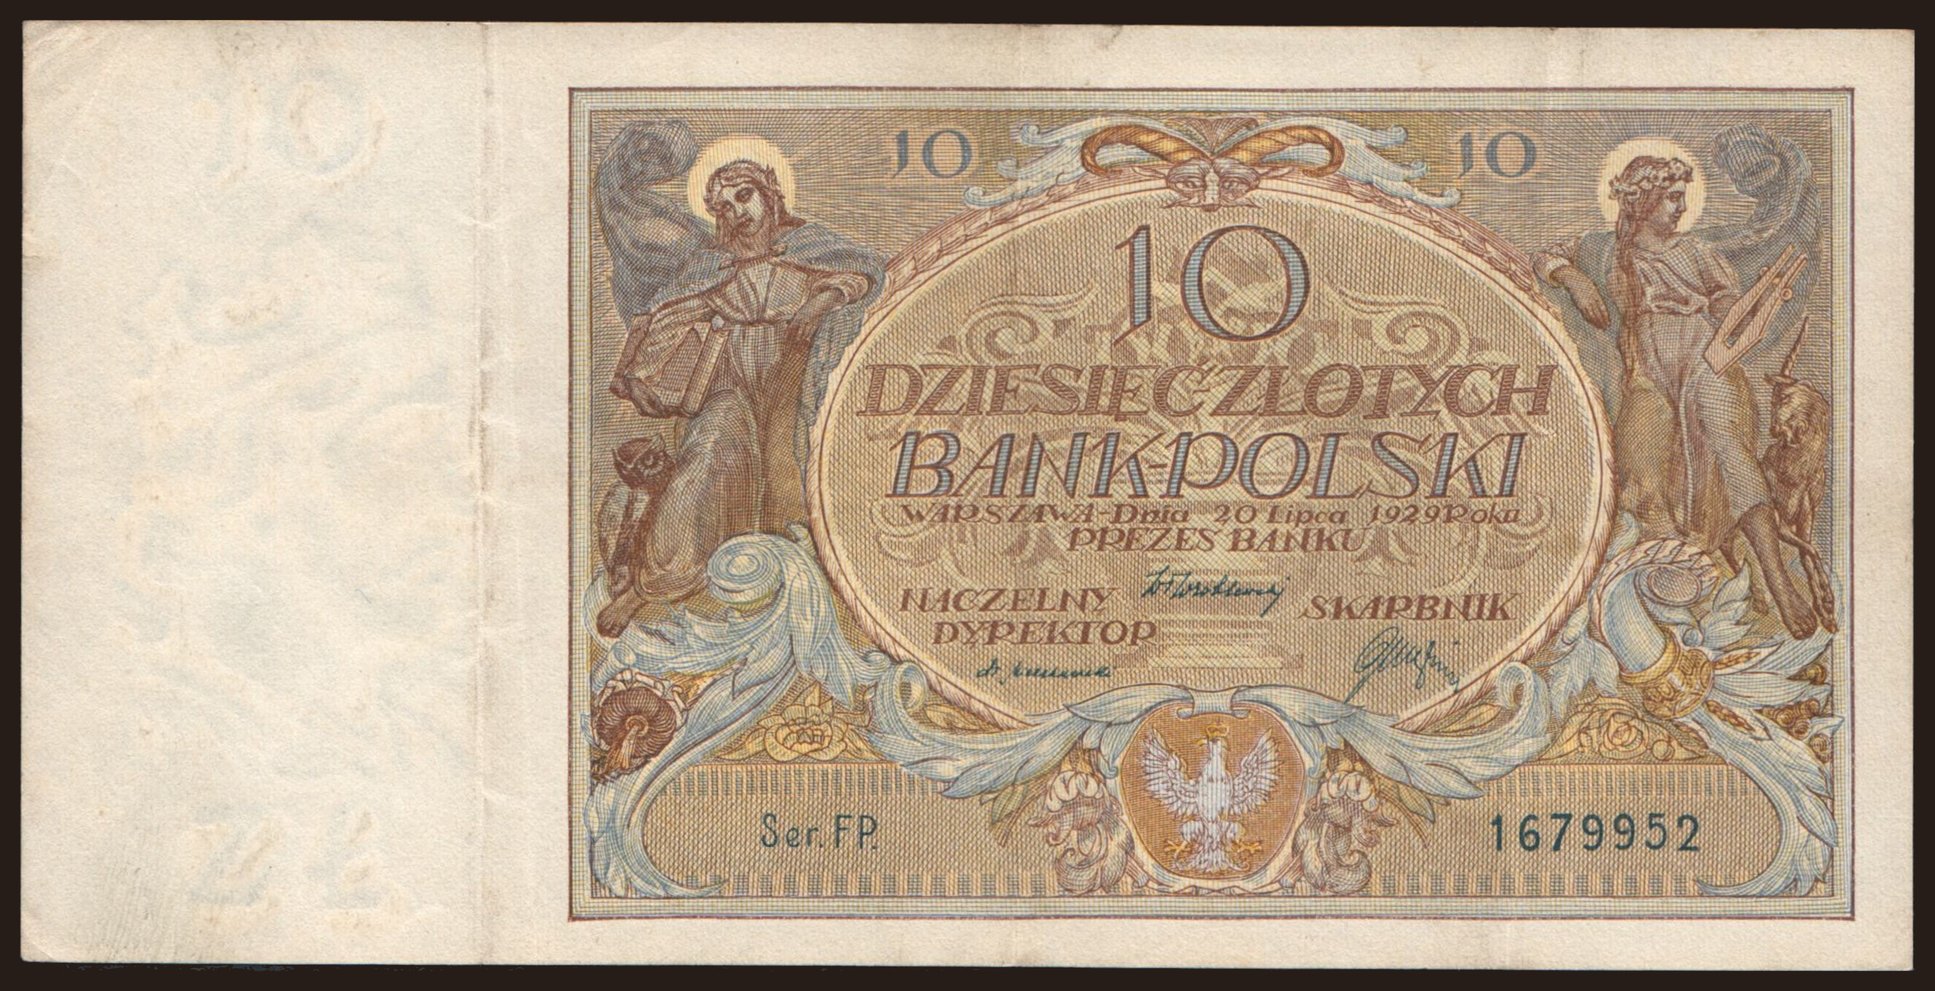 10 10
10
DZIESIĘĆ ZŁOTYCH
BANK-POLSKI
WARSZAWA-Dnia 20 Lipca 1929 Roku
PREZES BANKU
NACZELNY SKARBNIK
DYREKTOR
Ser. FP. 1679952